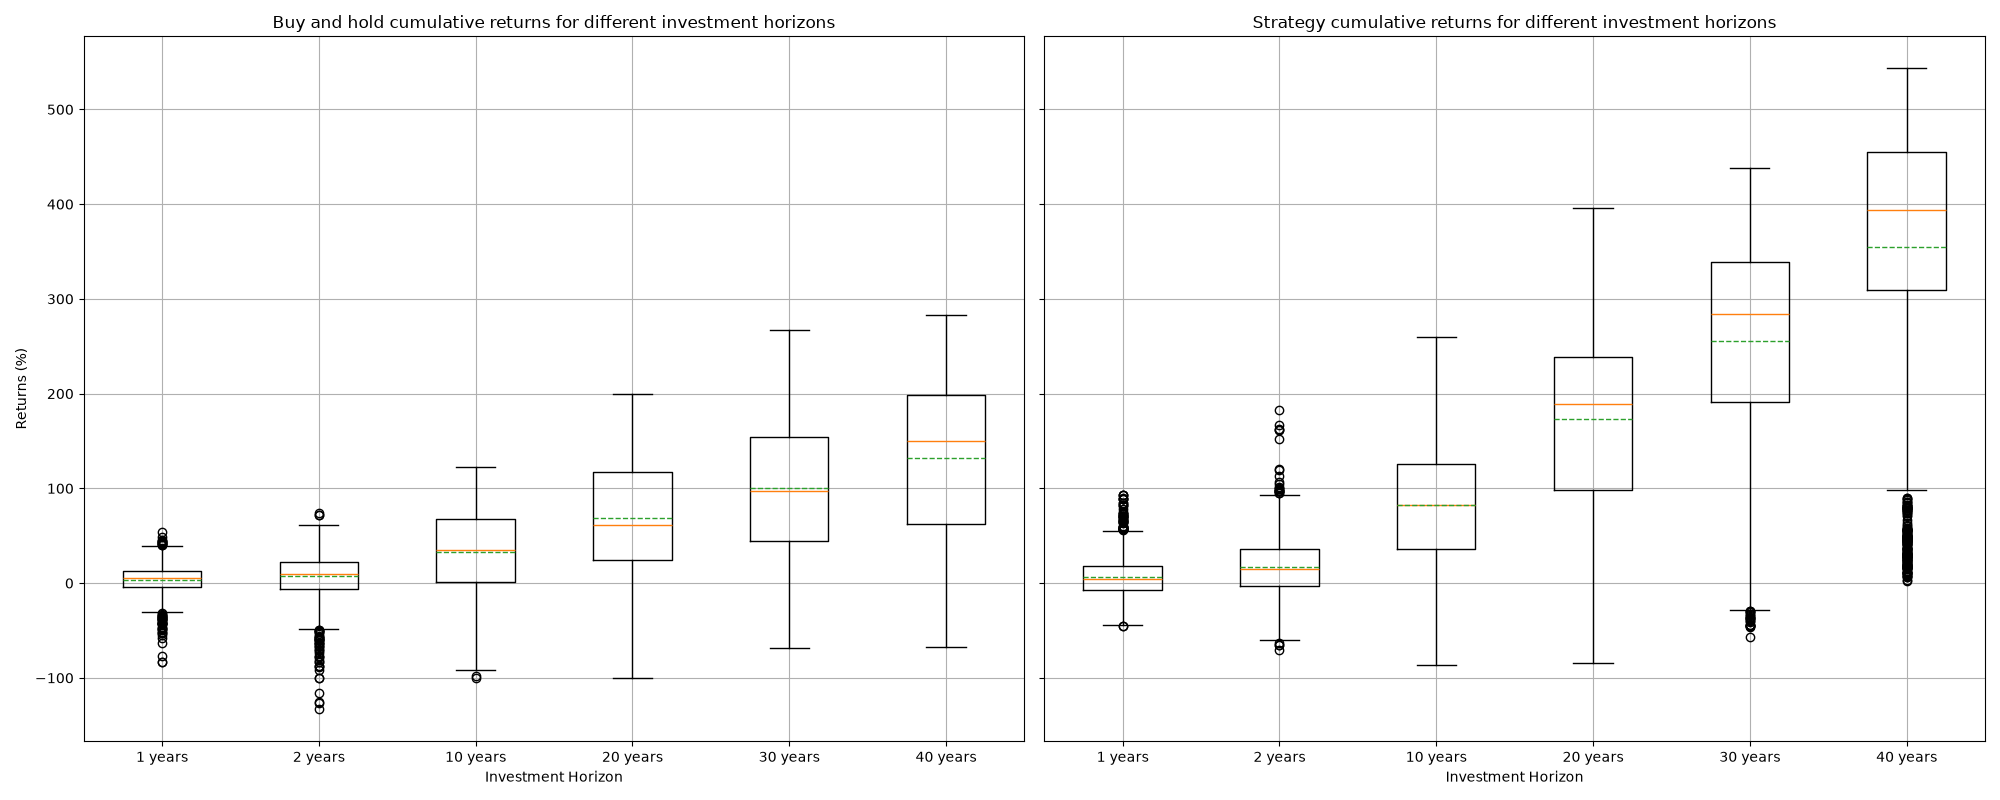 Buy and hold cumulative returns for different investment horizons
Returns (%)
500
400
300
200
100
0
−100
1 years 2 years 10 years 20 years 30 years 40 years
Investment Horizon
Strategy cumulative returns for different investment horizons
1 years 2 years 10 years 20 years 30 years 40 years
Investment Horizon